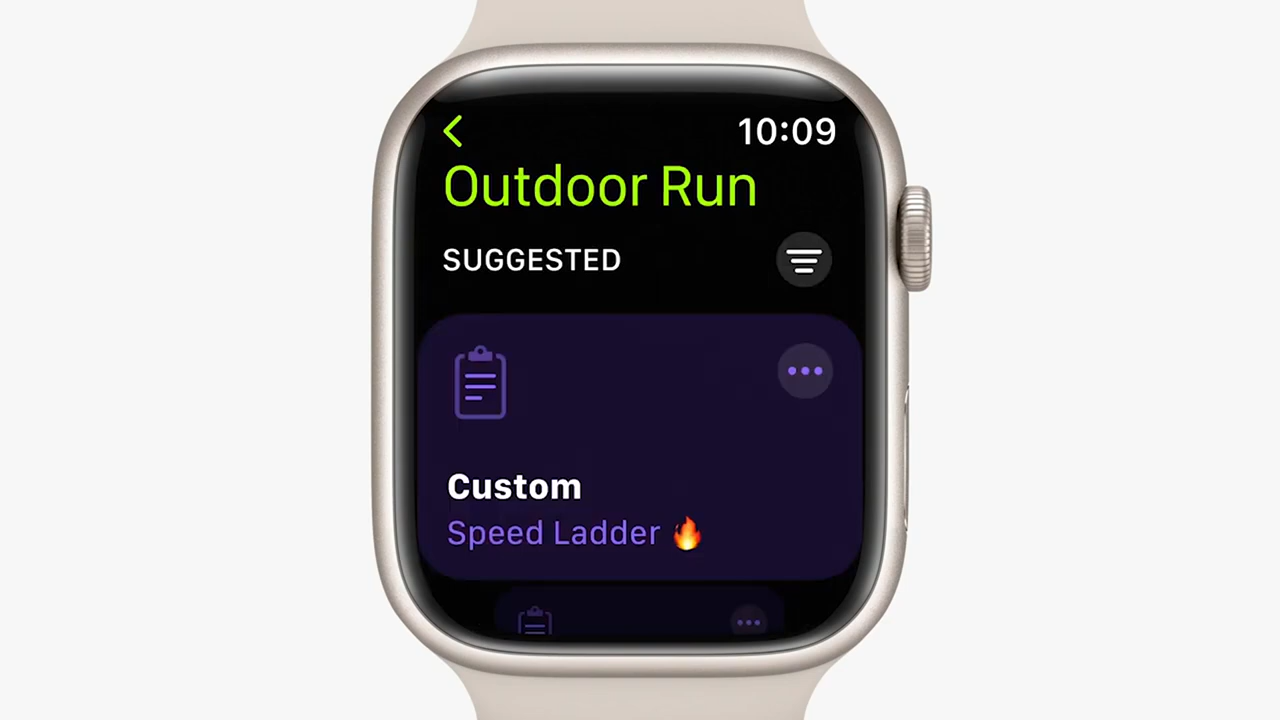 10:09
Outdoor Run
SUGGESTED
Custom
Speed Ladder 🔥